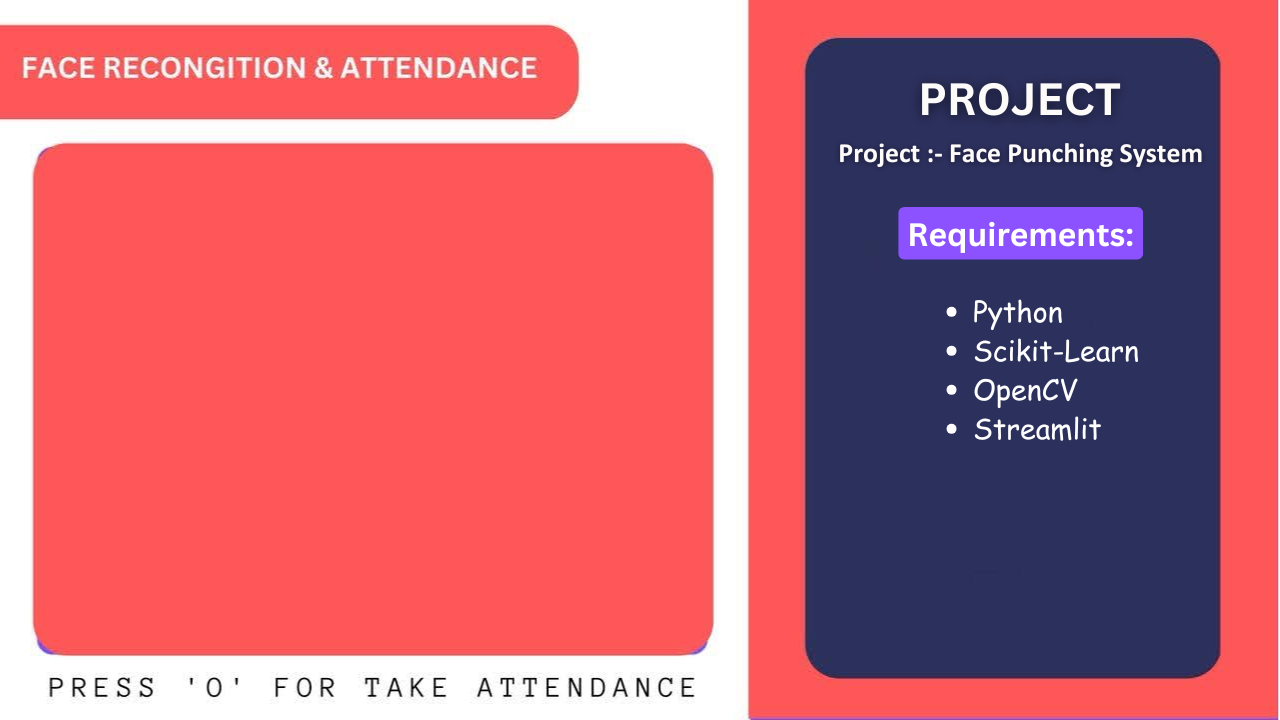 FACE RECONGITION & ATTENDANCE
PRESS 'O' FOR TAKE ATTENDANCE
PROJECT
Project :- Face Punching System
Requirements:
• Python
• Scikit-Learn
• OpenCV
• Streamlit